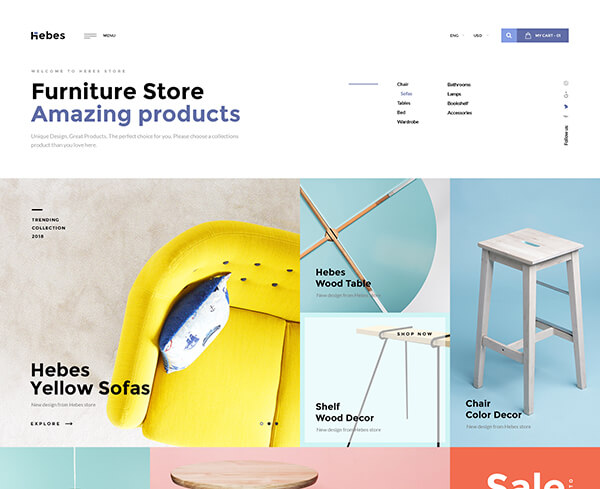 Hebes
MENU
ENG
USD
MY CART - 01
WELCOME TO HEBES STORE
Furniture Store
Amazing products
Unique Design, Great Products. The perfect choice for you. Please choose a collections
product than you love here.
Chair
Sofas
Tables
Bed
Wardrobe
Bathrooms
Lamps
Bookshelf
Accessories
G+
f
Follow us
TRENDING
COLLECTION
2018
Hebes
Yellow Sofas
New design from Hebes store
EXPLORE
Hebes
Wood Table
New design from Hebes store
SHOP NOW
Shelf
Wood Decor
New design from Hebes store
Chair
Color Decor
New design from Hebes store
Sale
TO